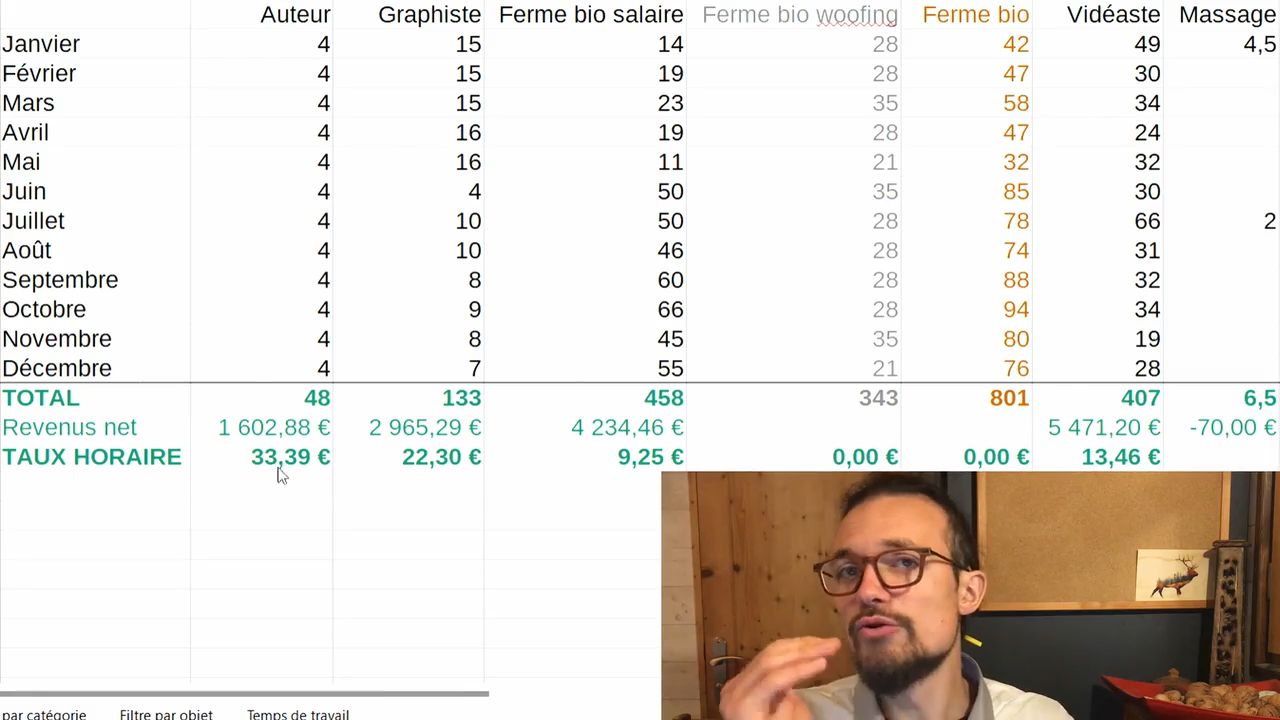 Auteur Graphiste Ferme bio salaire Ferme bio woofing Ferme bio Vidéaste Massage
Janvier 4 15 14 28 42 49 4,5
Février 4 15 19 28 47 30
Mars 4 15 23 35 58 34
Avril 4 16 19 28 47 24
Mai 4 16 11 21 32 32
Juin 4 4 50 35 85 30
Juillet 4 10 50 28 78 66 2
Août 4 10 46 28 74 31
Septembre 4 8 60 28 88 32
Octobre 4 9 66 28 94 34
Novembre 4 8 45 35 80 19
Décembre 4 7 55 21 76 28
TOTAL 48 133 458 343 801 407 6,5
Revenus net 1 602,88 € 2 965,29 € 4 234,46 € 5 471,20 € -70,00 €
TAUX HORAIRE 33,39 € 22,30 € 9,25 € 0,00 € 0,00 € 13,46 €
par catégorie Filtre par objet Temps de travail